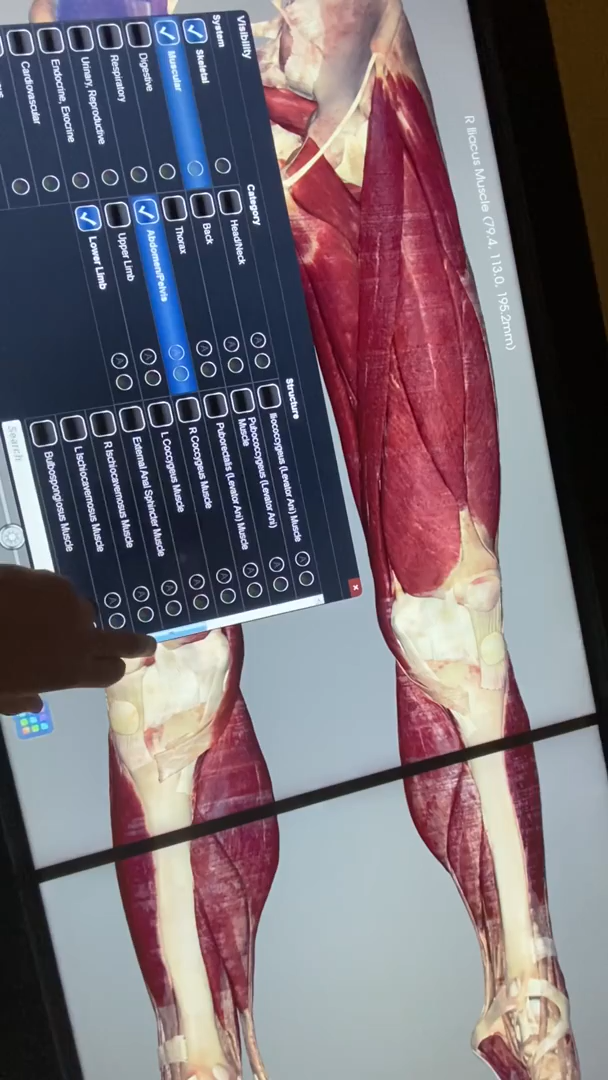 R Iliacus Muscle (79.4, 113.0, 195.2mm)
Visibility
System
Skeletal
Muscular
Digestive
Respiratory
Urinary, Reproductive
Endocrine, Exocrine
Cardiovascular
Category
Head/Neck
Back
Thorax
Abdomen/Pelvis
Upper Limb
Lower Limb
Structure
Iliococcygeus (Levator Ani) Muscle
Pubococcygeus (Levator Ani)
Muscle
Puborectalis (Levator Ani) Muscle
R Coccygeus Muscle
L Coccygeus Muscle
External Anal Sphincter Muscle
R Ischiocavernosus Muscle
L Ischiocavernosus Muscle
Bulbospongiosus Muscle
Search